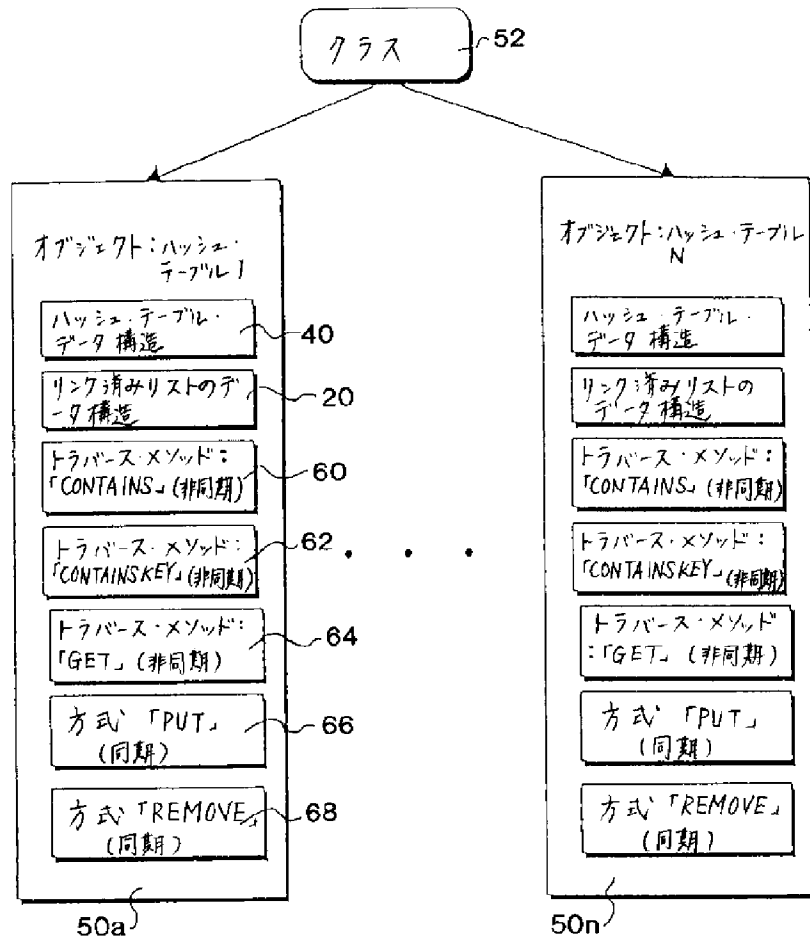 クラス
52
オブジェクト:ハッシュ・
テーブル1
ハッシュ・テーブル・
データ構造
40
リンク済みリストのデ
ータ構造
20
トラバース・メソッド:
「CONTAINS」(非同期)
60
トラバース・メソッド:
「CONTAINSKEY」(非同期)
62
トラバース・メソッド:
「GET」(非同期)
64
方式「PUT」
(同期)
66
方式「REMOVE」
(同期)
68
50a
・ ・ ・
オブジェクト:ハッシュ・テーブル
N
ハッシュ・テーブル・
データ構造
リンク済みリストの
データ構造
トラバース・メソッド:
「CONTAINS」(非同期)
トラバース・メソッド:
「CONTAINSKEY」(非同期)
トラバース・メソッド
:「GET」(非同期)
方式「PUT」
(同期)
方式「REMOVE」
(同期)
50n